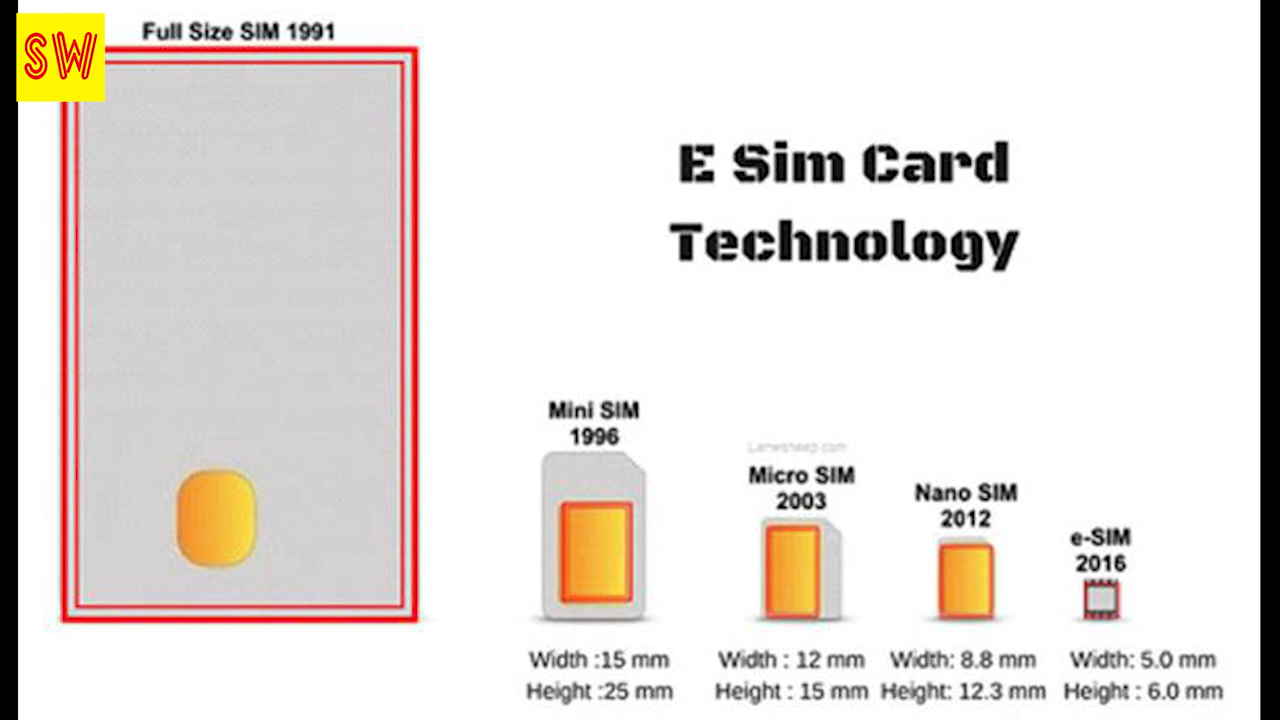 Full Size SIM 1991
SW
E Sim Card
Technology
Mini SIM
1996
Lamesheep.com
Micro SIM
2003
Nano SIM
2012
e-SIM
2016
Width :15 mm
Height :25 mm
Width : 12 mm
Height : 15 mm
Width: 8.8 mm
Height: 12.3 mm
Width: 5.0 mm
Height : 6.0 mm